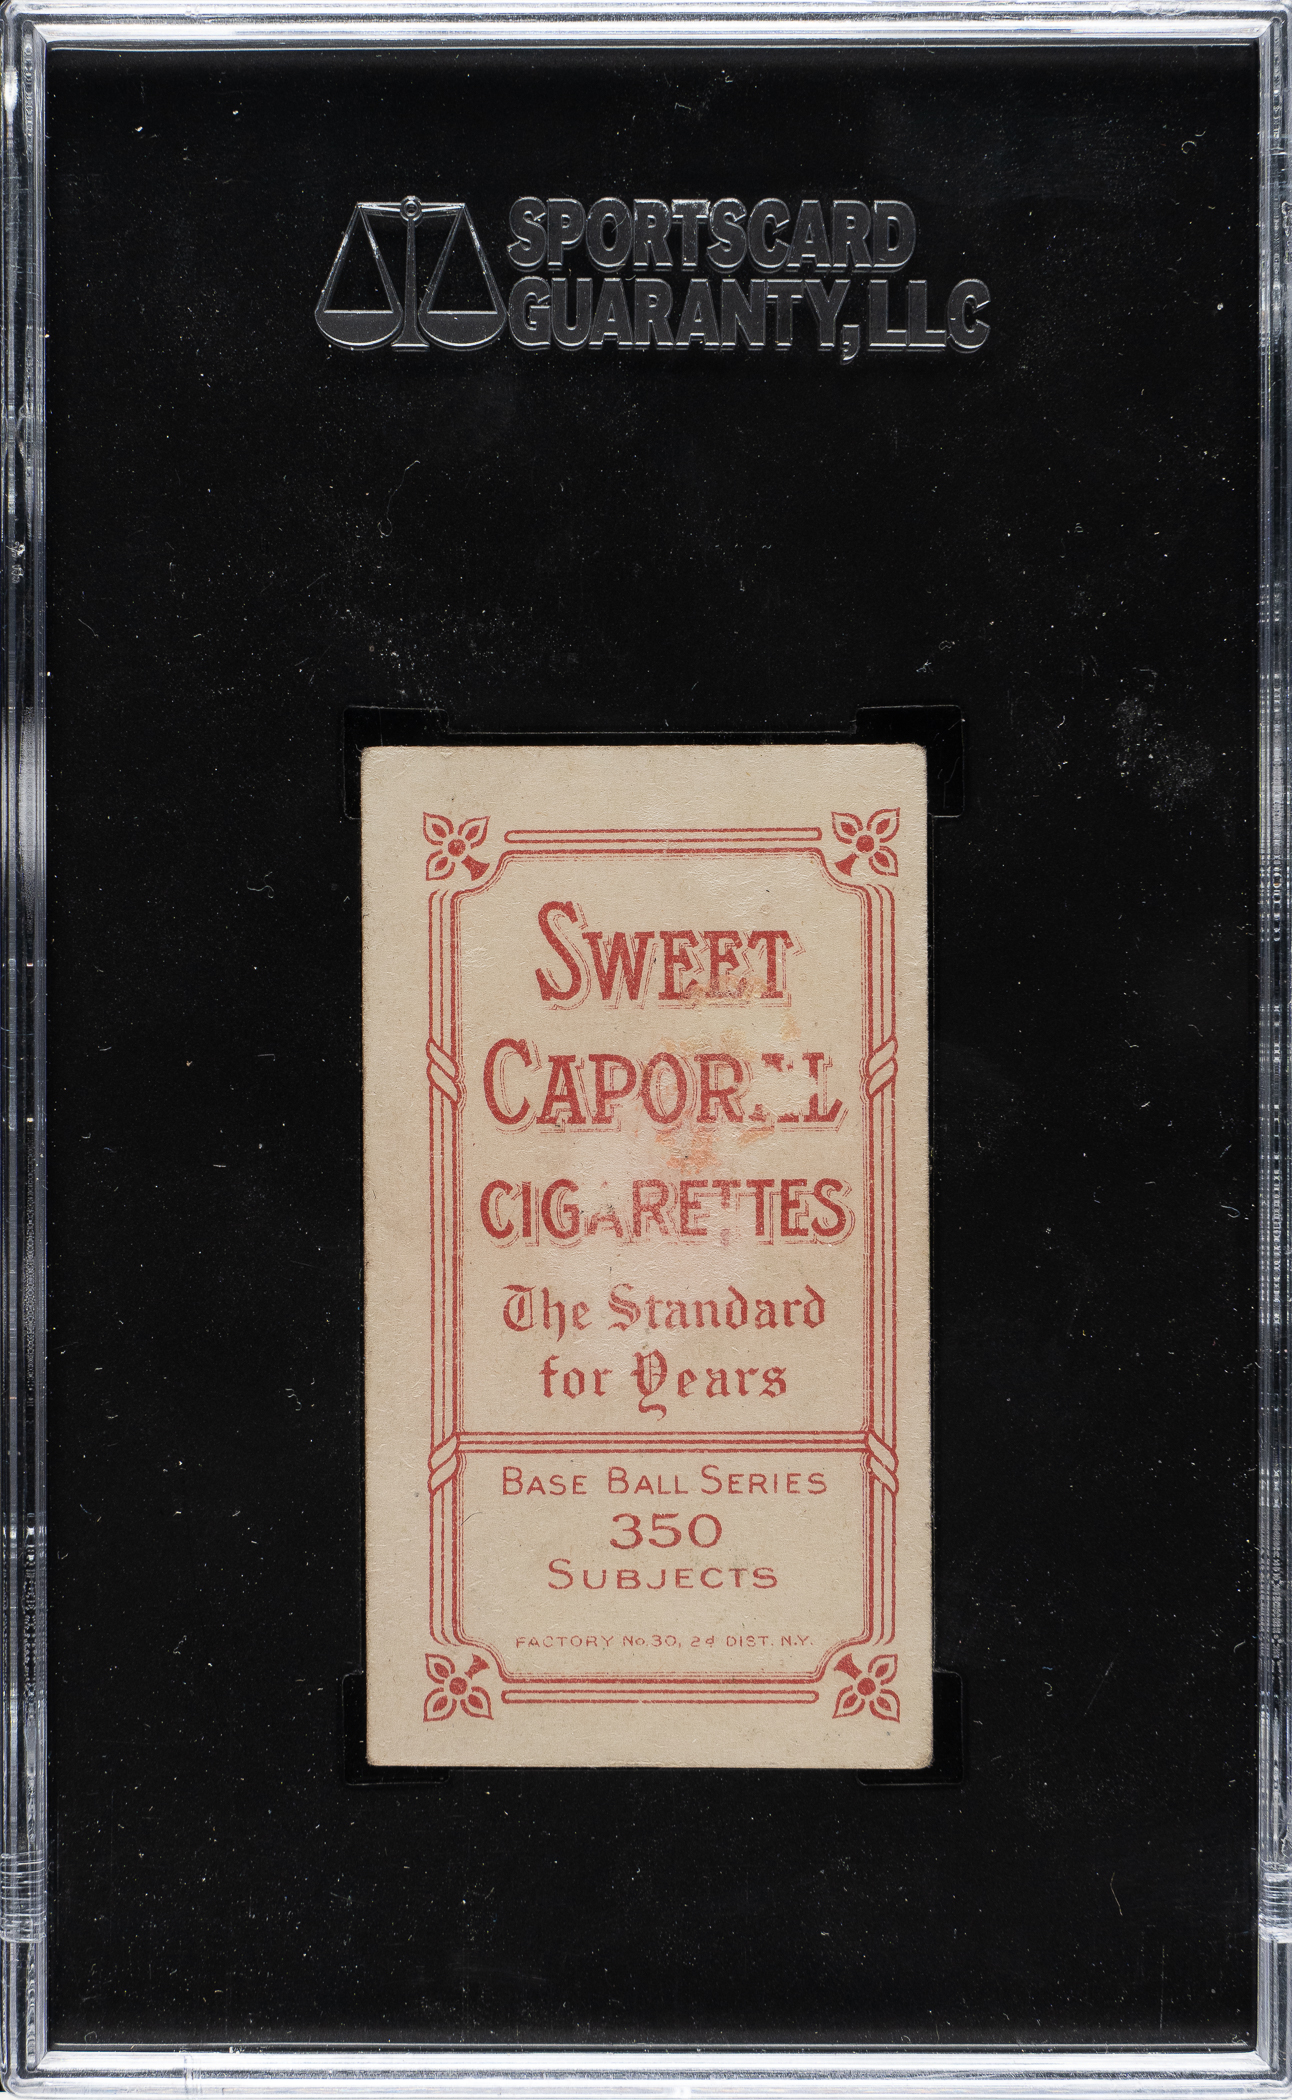 SPORTSCARD
GUARANTY, LLC
SWEET
CAPORAL
CIGARETTES
The Standard
for Years
BASE BALL SERIES
350
SUBJECTS
FACTORY No. 30, 2d DIST. N.Y.